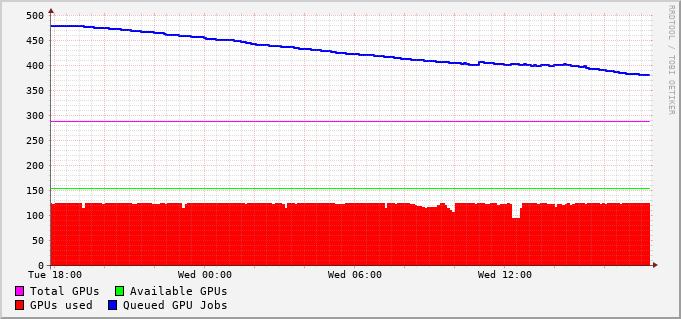 500
450
400
350
300
250
200
150
100
50
0
Tue 18:00 Wed 00:00 Wed 06:00 Wed 12:00
Total GPUs Available GPUs
GPUs used Queued GPU Jobs
RRDTOOL / TOBI OETIKER